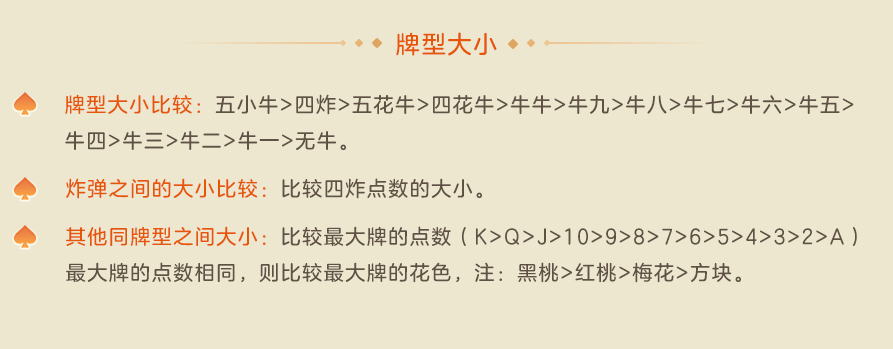 牌型大小
牌型大小比较：五小牛>四炸>五花牛>四花牛>牛牛>牛九>牛八>牛七>牛六>牛五>
牛四>牛三>牛二>牛一>无牛。
炸弹之间的大小比较：比较四炸点数的大小。
其他同牌型之间大小：比较最大牌的点数（K>Q>J>10>9>8>7>6>5>4>3>2>A）
最大牌的点数相同，则比较最大牌的花色，注：黑桃>红桃>梅花>方块。